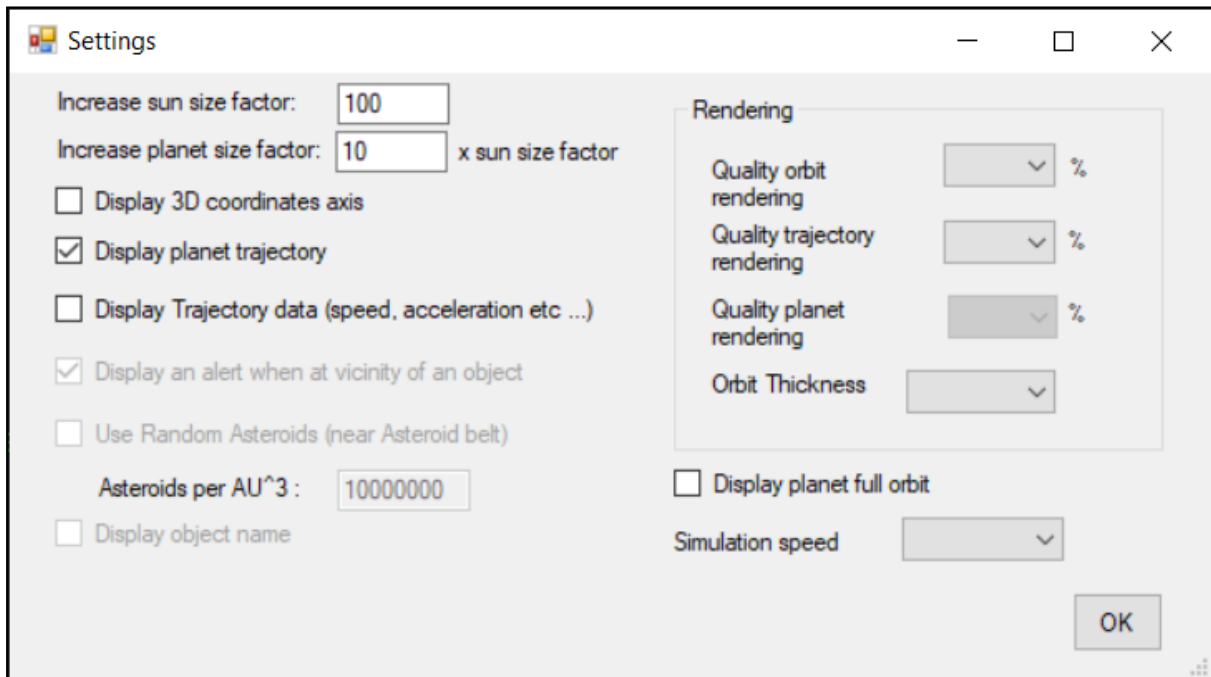 Settings
Increase sun size factor: 100
Increase planet size factor: 10 x sun size factor
Display 3D coordinates axis
Display planet trajectory
Display Trajectory data (speed, acceleration etc ...)
Display an alert when at vicinity of an object
Use Random Asteroids (near Asteroid belt)
Asteroids per AU^3 : 10000000
Display object name
Rendering
Quality orbit %
rendering
Quality trajectory %
rendering
Quality planet %
rendering
Orbit Thickness
Display planet full orbit
Simulation speed
OK